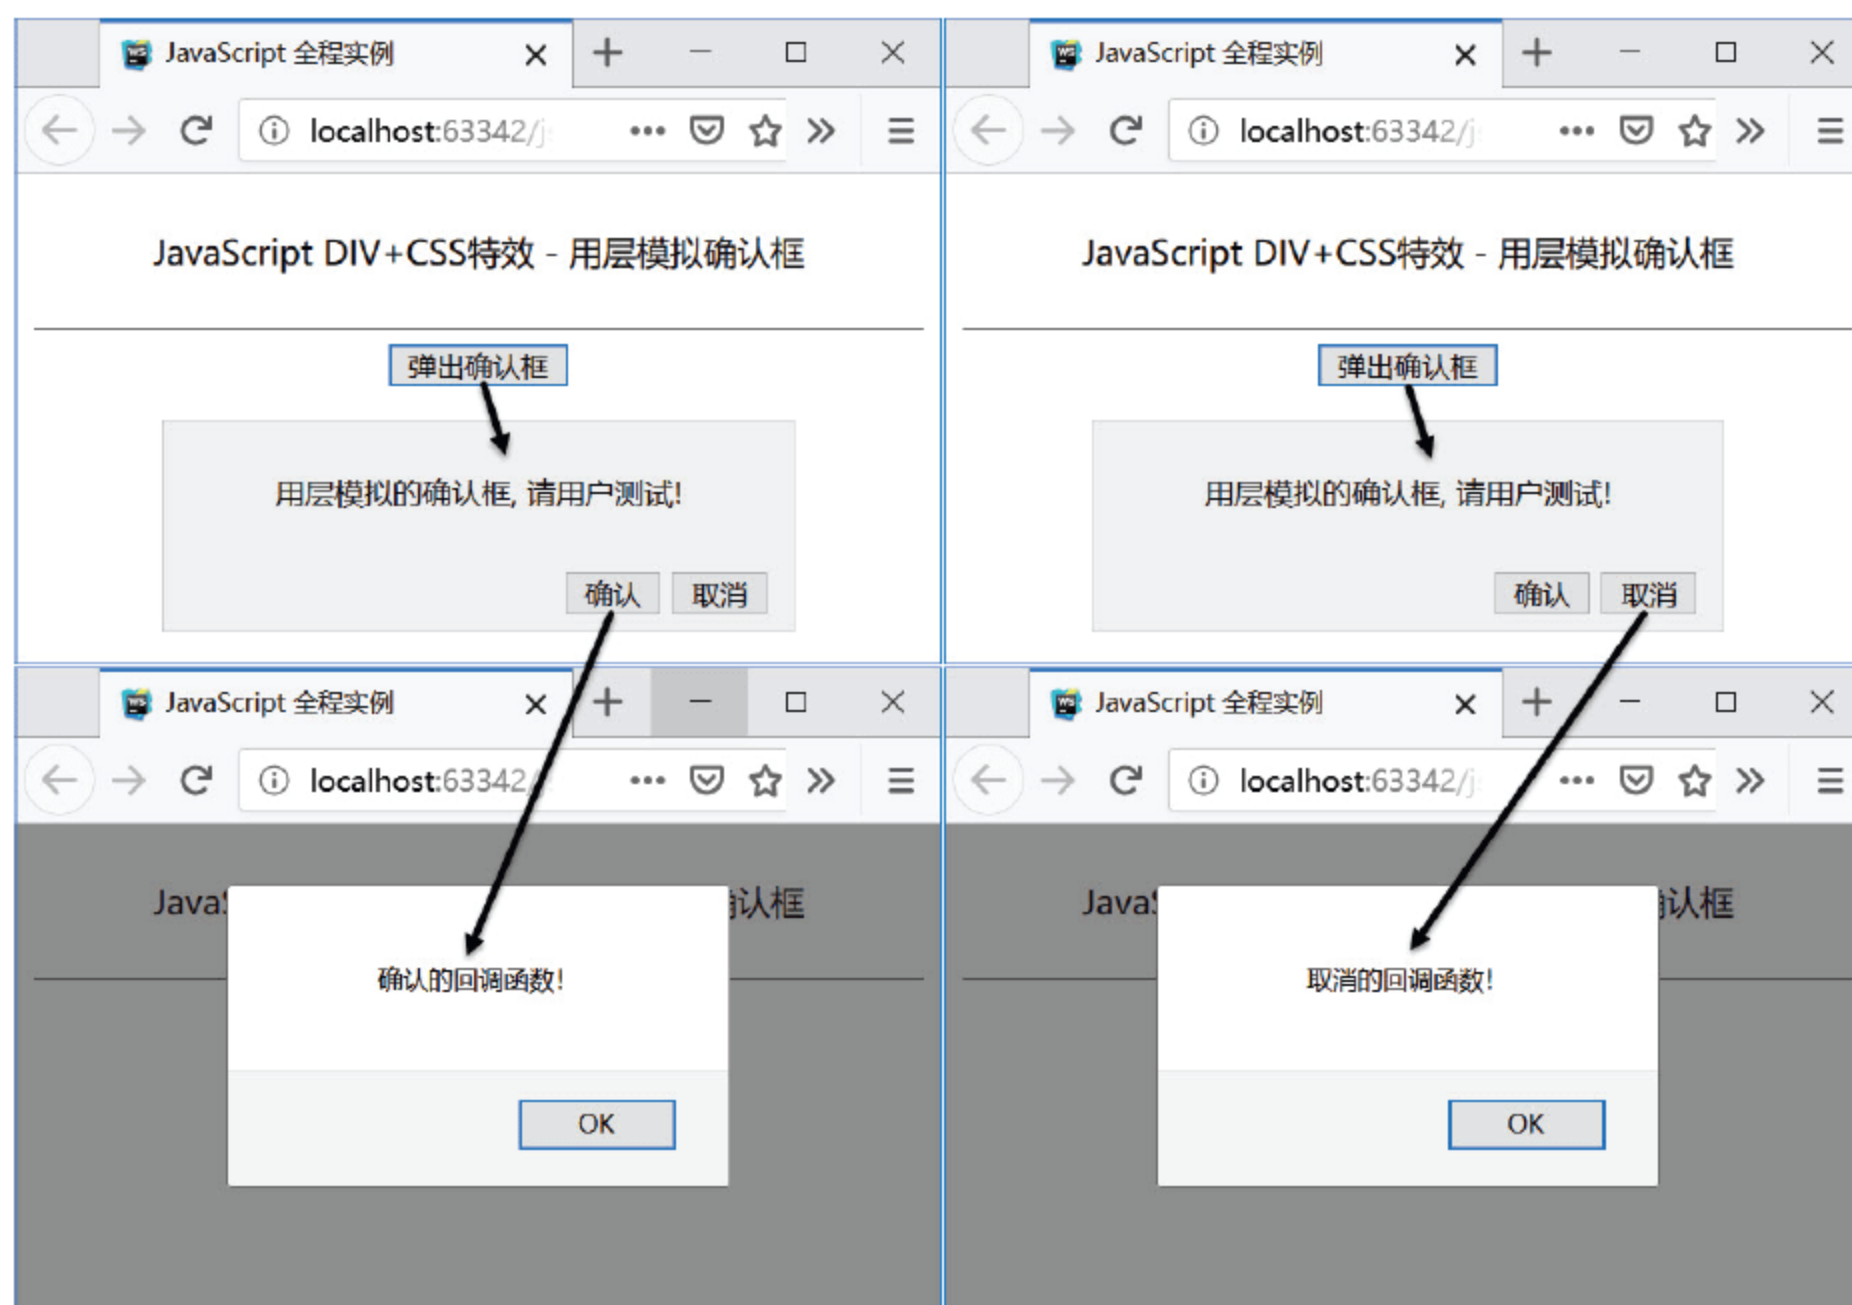 JavaScript 全程实例
localhost:63342/j
JavaScript DIV+CSS特效 - 用层模拟确认框
弹出确认框
用层模拟的确认框, 请用户测试!
确认 取消
JavaScript 全程实例
localhost:63342/j
JavaScript DIV+CSS特效 - 用层模拟确认框
弹出确认框
用层模拟的确认框, 请用户测试!
确认 取消
JavaScript 全程实例
localhost:63342/
Java 认框
确认的回调函数!
OK
JavaScript 全程实例
localhost:63342/j
Java 认框
取消的回调函数!
OK